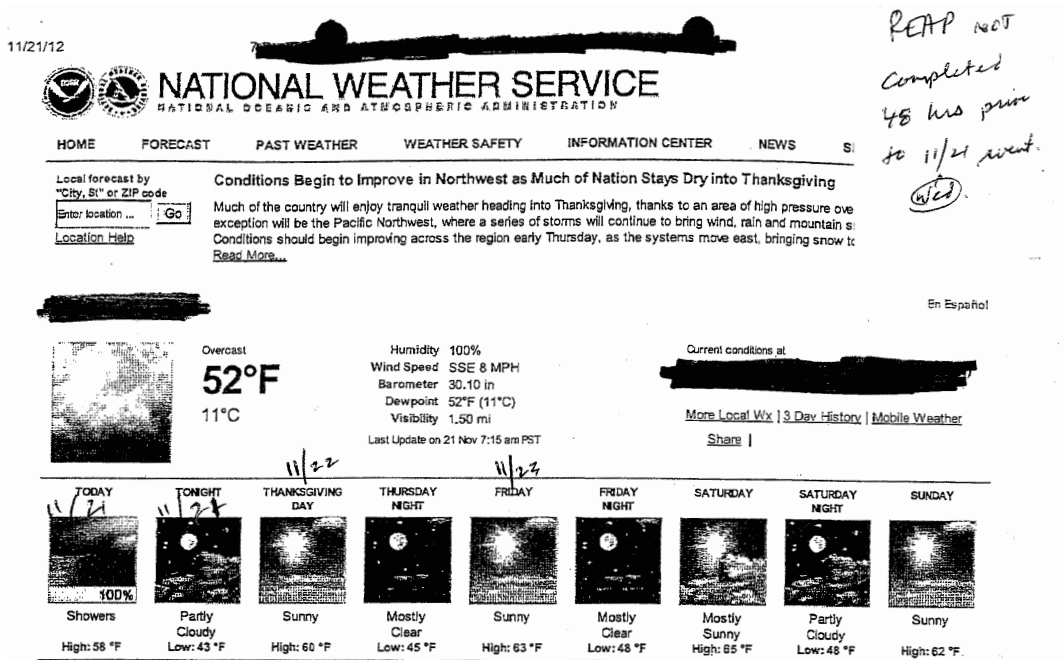 11/21/12
REAP NOT
completed
48 hrs prior
to 11/21 event.
Wed.
NATIONAL WEATHER SERVICE
NATIONAL OCEANIC AND ATMOSPHERIC ADMINISTRATION
HOME FORECAST PAST WEATHER WEATHER SAFETY INFORMATION CENTER NEWS
Local forecast by
"City, St" or ZIP code
Enter location ... Go
Location Help
Conditions Begin to Improve in Northwest as Much of Nation Stays Dry into Thanksgiving
Much of the country will enjoy tranquil weather heading into Thanksgiving, thanks to an area of high pressure ove
exception will be the Pacific Northwest, where a series of storms will continue to bring wind, rain and mountain s
Conditions should begin improving across the region early Thursday, as the systems move east, bringing snow to
Read More...
En Español
Overcast
52°F
11°C
Humidity 100%
Wind Speed SSE 8 MPH
Barometer 30.10 in
Dewpoint 52°F (11°C)
Visibility 1.50 mi
Last Update on 21 Nov 7:15 am PST
Current conditions at
More Local Wx | 3 Day History | Mobile Weather
Share |
11/22
TODAY TONIGHT THANKSGIVING DAY THURSDAY NIGHT FRIDAY FRIDAY NIGHT SATURDAY SATURDAY NIGHT SUNDAY
11/21
100%
Showers Partly Cloudy Sunny Mostly Clear Sunny Mostly Clear Mostly Sunny Partly Cloudy Sunny
High: 58 °F Low: 43 °F High: 60 °F Low: 45 °F High: 63 °F Low: 48 °F High: 65 °F Low: 48 °F High: 62 °F